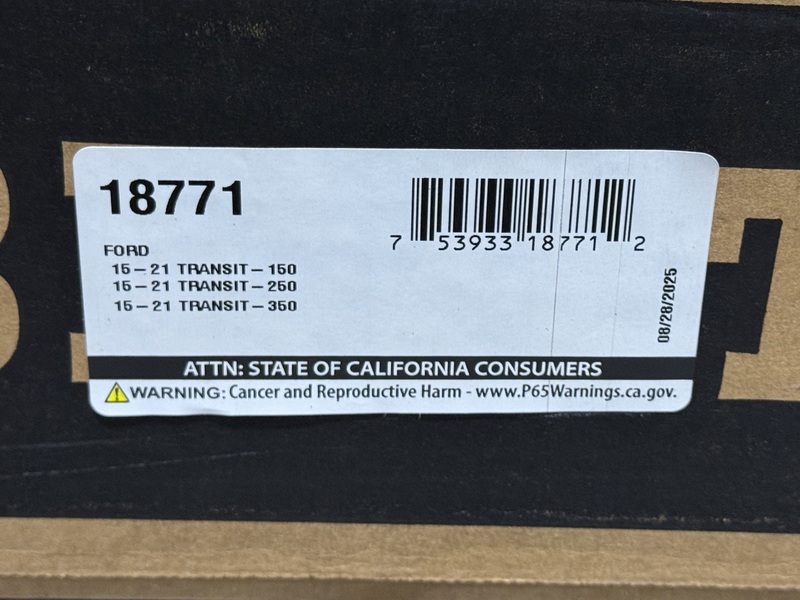 18771
7 53933 18771 2
FORD
15-21 TRANSIT-150
15-21 TRANSIT-250
15-21 TRANSIT-350
08/28/2025
ATTN: STATE OF CALIFORNIA CONSUMERS
WARNING: Cancer and Reproductive Harm - www.P65Warnings.ca.gov.